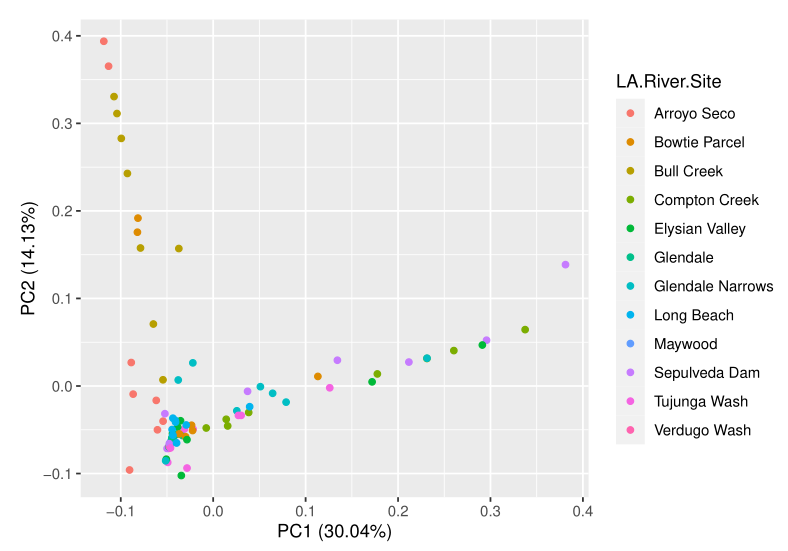 0.4
0.3
0.2
0.1
0.0
−0.1
−0.1
0.0
0.1
0.2
0.3
0.4
PC1 (30.04%)
PC2 (14.13%)
LA.River.Site
Arroyo Seco
Bowtie Parcel
Bull Creek
Compton Creek
Elysian Valley
Glendale
Glendale Narrows
Long Beach
Maywood
Sepulveda Dam
Tujunga Wash
Verdugo Wash